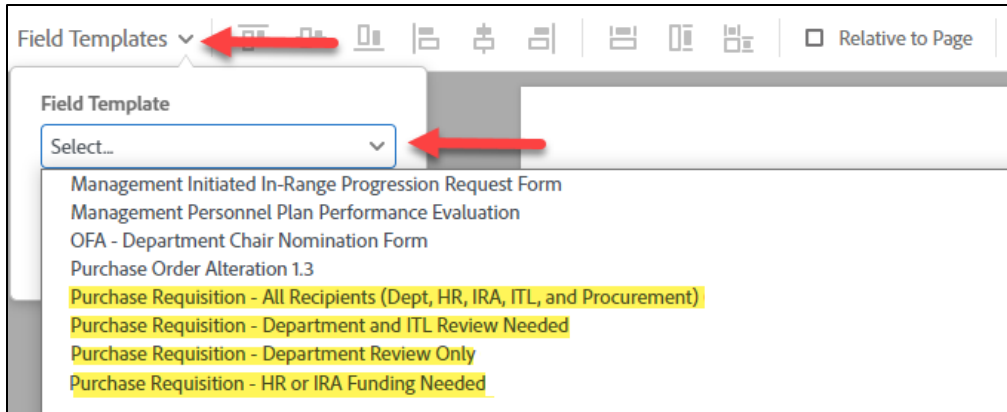 Field Templates
Relative to Page
Field Template
Select...
Management Initiated In-Range Progression Request Form
Management Personnel Plan Performance Evaluation
OFA - Department Chair Nomination Form
Purchase Order Alteration 1.3
Purchase Requisition - All Recipients (Dept, HR, IRA, ITL, and Procurement)
Purchase Requisition - Department and ITL Review Needed
Purchase Requisition - Department Review Only
Purchase Requisition - HR or IRA Funding Needed